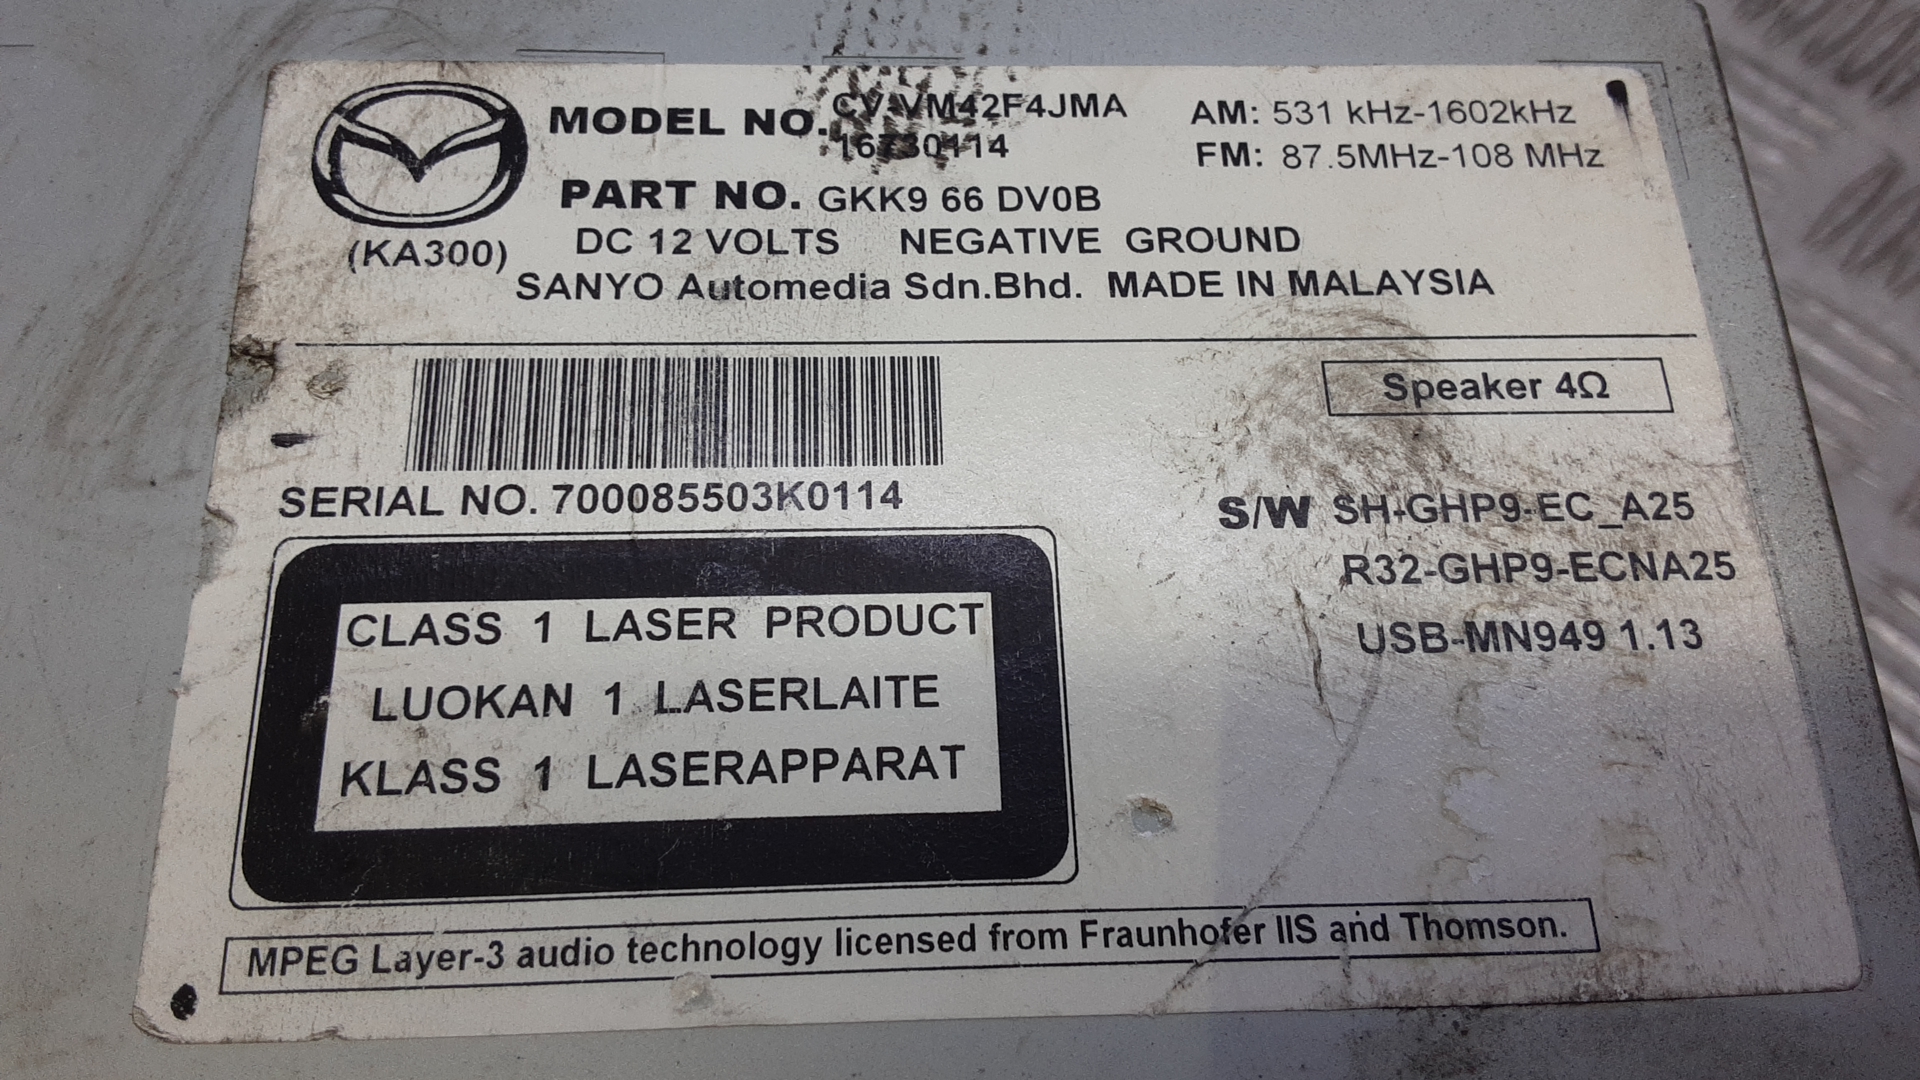 MODEL NO. CV-VM42F4JMA
16730114
AM: 531 kHz-1602kHz
FM: 87.5MHz-108 MHz
PART NO. GKK9 66 DV0B
(KA300)
DC 12 VOLTS NEGATIVE GROUND
SANYO Automedia Sdn.Bhd. MADE IN MALAYSIA
Speaker 4Ω
SERIAL NO. 700085503K0114
S/W SH-GHP9-EC_A25
R32-GHP9-ECNA25
USB-MN949 1.13
CLASS 1 LASER PRODUCT
LUOKAN 1 LASERLAITE
KLASS 1 LASERAPPARAT
MPEG Layer-3 audio technology licensed from Fraunhofer IIS and Thomson.